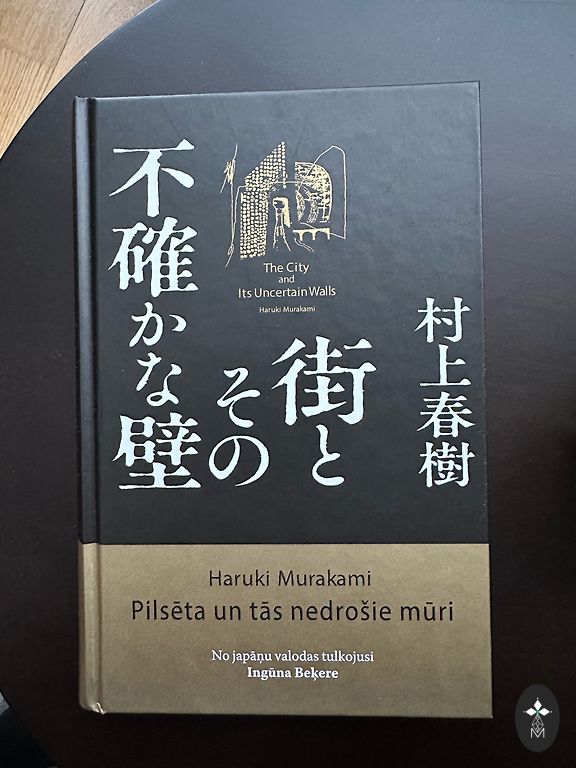 The City
and
Its Uncertain Walls
Haruki Murakami
村上春樹
街と
その
不確かな壁
Haruki Murakami
Pilsēta un tās nedrošie mūri
No japāņu valodas tulkojusi
Ingūna Beķere
M